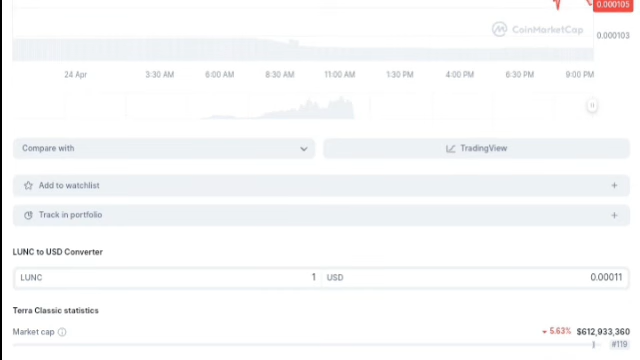 0.000105
CoinMarketCap
0.000103
24 Apr 3:30 AM 6:00 AM 8:30 AM 11:00 AM 1:30 PM 4:00 PM 6:30 PM 9:00 PM
Compare with
TradingView
Add to watchlist +
Track in portfolio +
LUNC to USD Converter
LUNC 1 USD 0.00011
Terra Classic statistics
Market cap 5.63% $612,933,360
#119